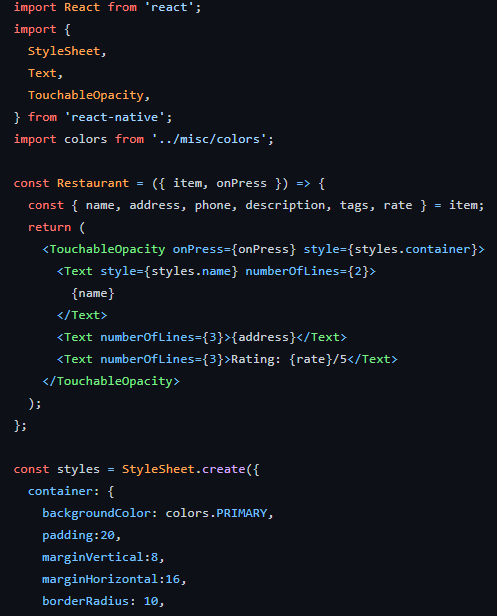 import React from 'react';
import {
  StyleSheet,
  Text,
  TouchableOpacity,
} from 'react-native';
import colors from '../misc/colors';

const Restaurant = ({ item, onPress }) => {
  const { name, address, phone, description, tags, rate } = item;
  return (
    <TouchableOpacity onPress={onPress} style={styles.container}>
      <Text style={styles.name} numberOfLines={2}>
        {name}
      </Text>
      <Text numberOfLines={3}>{address}</Text>
      <Text numberOfLines={3}>Rating: {rate}/5</Text>
    </TouchableOpacity>
  );
};

const styles = StyleSheet.create({
  container: {
    backgroundColor: colors.PRIMARY,
    padding:20,
    marginVertical:8,
    marginHorizontal:16,
    borderRadius: 10,